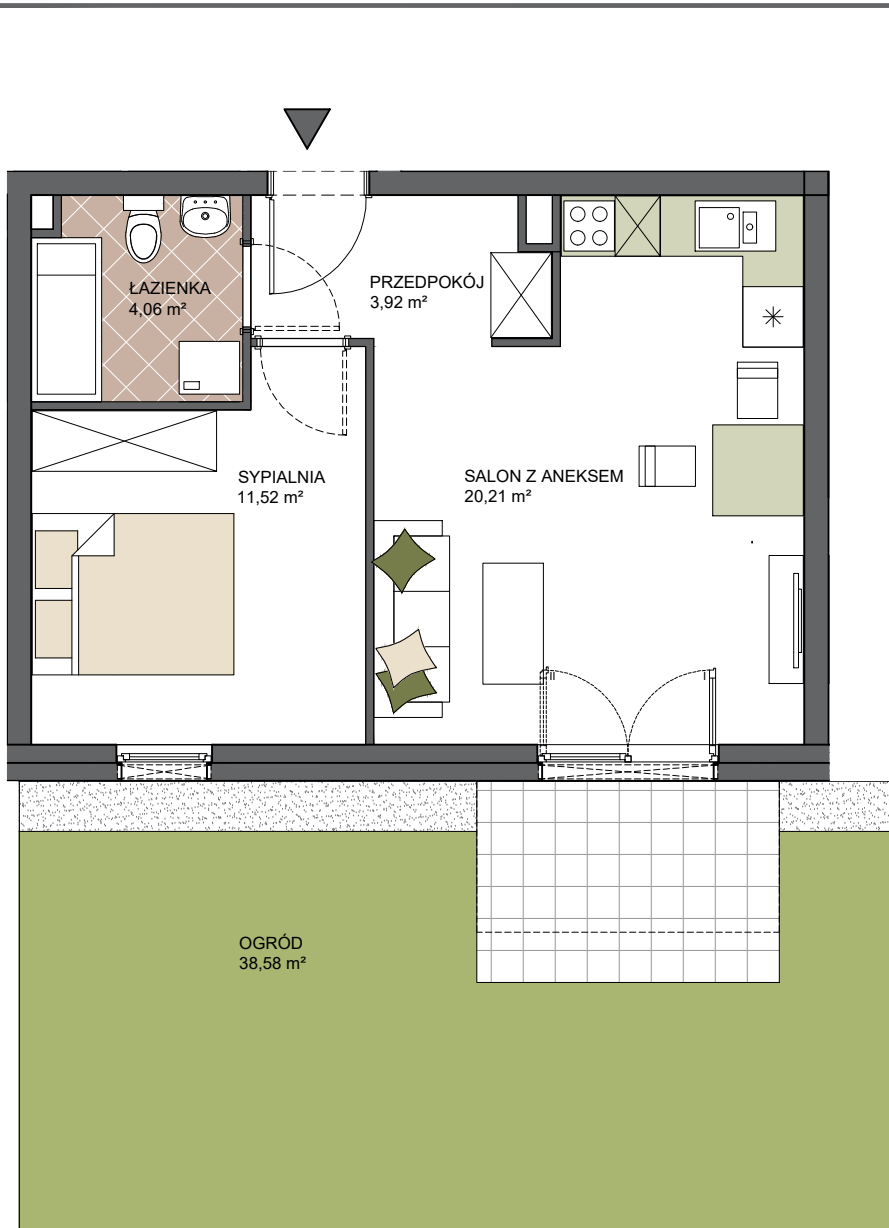 PRZEDPOKÓJ
3,92 m²
ŁAZIENKA
4,06 m²
SYPIALNIA
11,52 m²
SALON Z ANEKSEM
20,21 m²
OGRÓD
38,58 m²